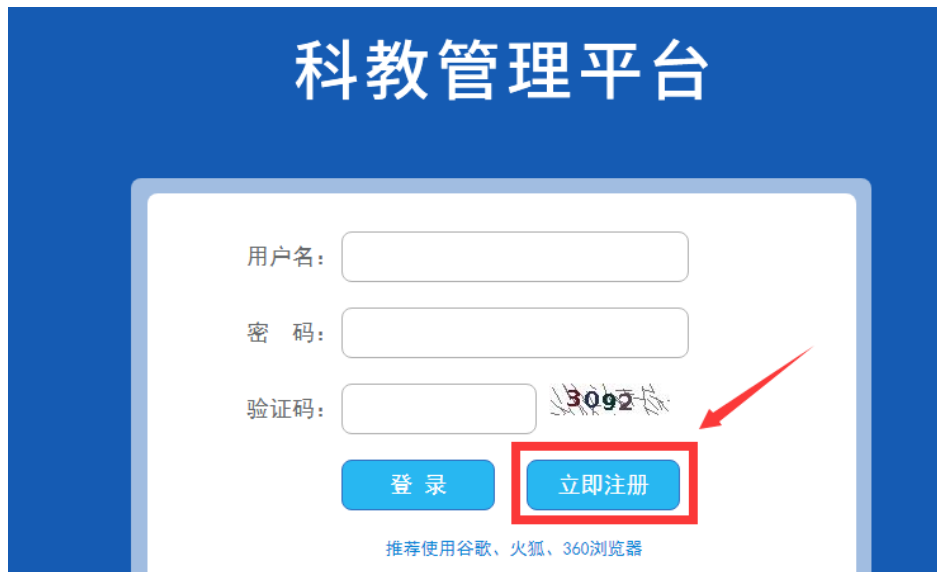 科教管理平台
用户名：
密 码：
验证码： 3092
登 录 立即注册
推荐使用谷歌、火狐、360浏览器